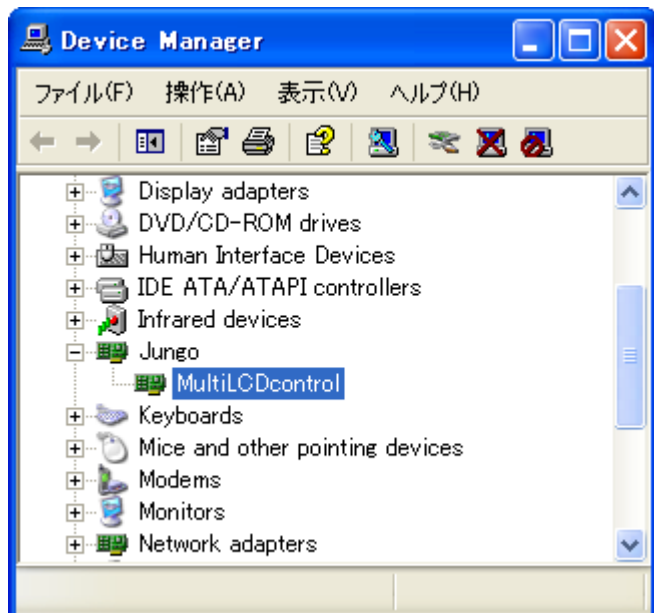 Device Manager
ファイル(F) 操作(A) 表示(V) ヘルプ(H)
Display adapters
DVD/CD-ROM drives
Human Interface Devices
IDE ATA/ATAPI controllers
Infrared devices
Jungo
MultiLCDcontrol
Keyboards
Mice and other pointing devices
Modems
Monitors
Network adapters